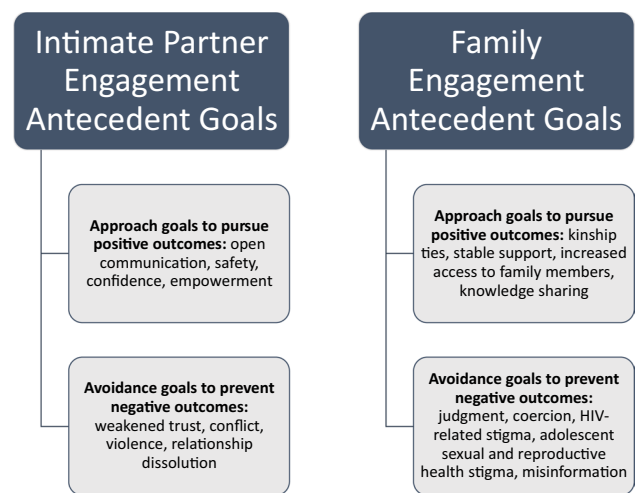 Intimate Partner
Engagement
Antecedent Goals
Approach goals to pursue
positive outcomes: open
communication, safety,
confidence, empowerment
Avoidance goals to prevent
negative outcomes:
weakened trust, conflict,
violence, relationship
dissolution
Family
Engagement
Antecedent Goals
Approach goals to pursue
positive outcomes: kinship
ties, stable support, increased
access to family members,
knowledge sharing
Avoidance goals to prevent
negative outcomes:
judgment, coercion, HIV-
related stigma, adolescent
sexual and reproductive
health stigma, misinformation